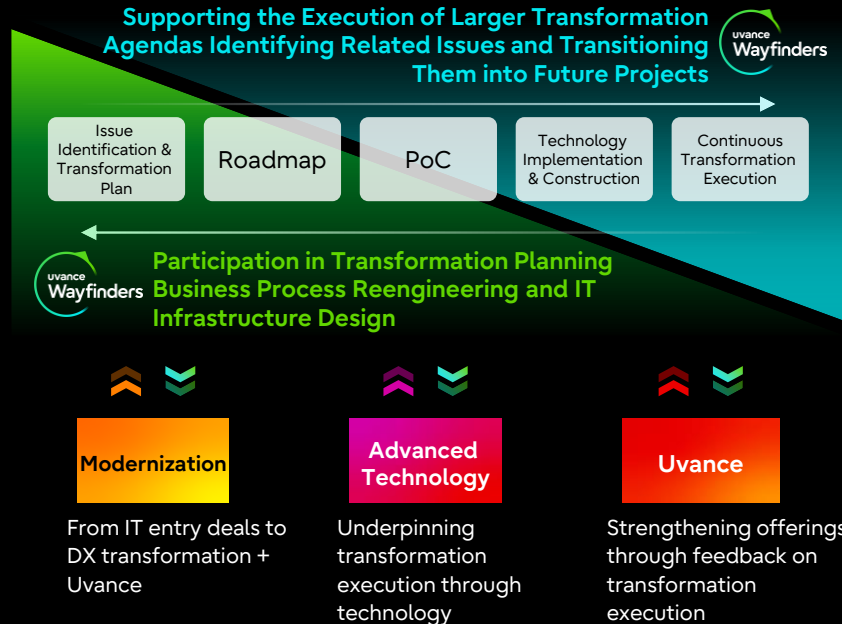 Supporting the Execution of Larger Transformation
Agendas Identifying Related Issues and Transitioning
Them into Future Projects
uvance
Wayfinders
Issue
Identification &
Transformation
Plan
Roadmap
PoC
Technology
Implementation
& Construction
Continuous
Transformation
Execution
uvance
Wayfinders
Participation in Transformation Planning
Business Process Reengineering and IT
Infrastructure Design
Modernization
From IT entry deals to
DX transformation +
Uvance
Advanced
Technology
Underpinning
transformation
execution through
technology
Uvance
Strengthening offerings
through feedback on
transformation
execution